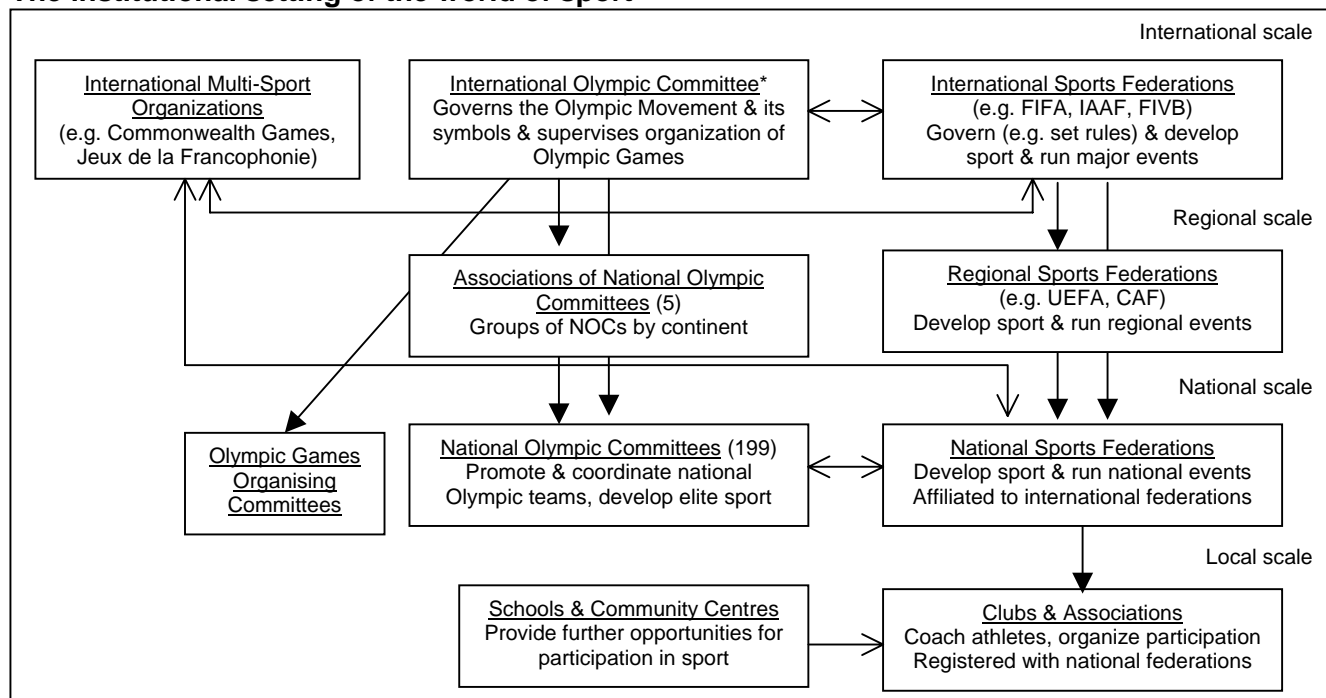 The institutional setting of the world of sport
International scale
International Multi-Sport
Organizations
(e.g. Commonwealth Games,
Jeux de la Francophonie)
International Olympic Committee*
Governs the Olympic Movement & its
symbols & supervises organization of
Olympic Games
International Sports Federations
(e.g. FIFA, IAAF, FIVB)
Govern (e.g. set rules) & develop
sport & run major events
Regional scale
Associations of National Olympic
Committees (5)
Groups of NOCs by continent
Regional Sports Federations
(e.g. UEFA, CAF)
Develop sport & run regional events
National scale
Olympic Games
Organising
Committees
National Olympic Committees (199)
Promote & coordinate national
Olympic teams, develop elite sport
National Sports Federations
Develop sport & run national events
Affiliated to international federations
Local scale
Schools & Community Centres
Provide further opportunities for
participation in sport
Clubs & Associations
Coach athletes, organize participation
Registered with national federations